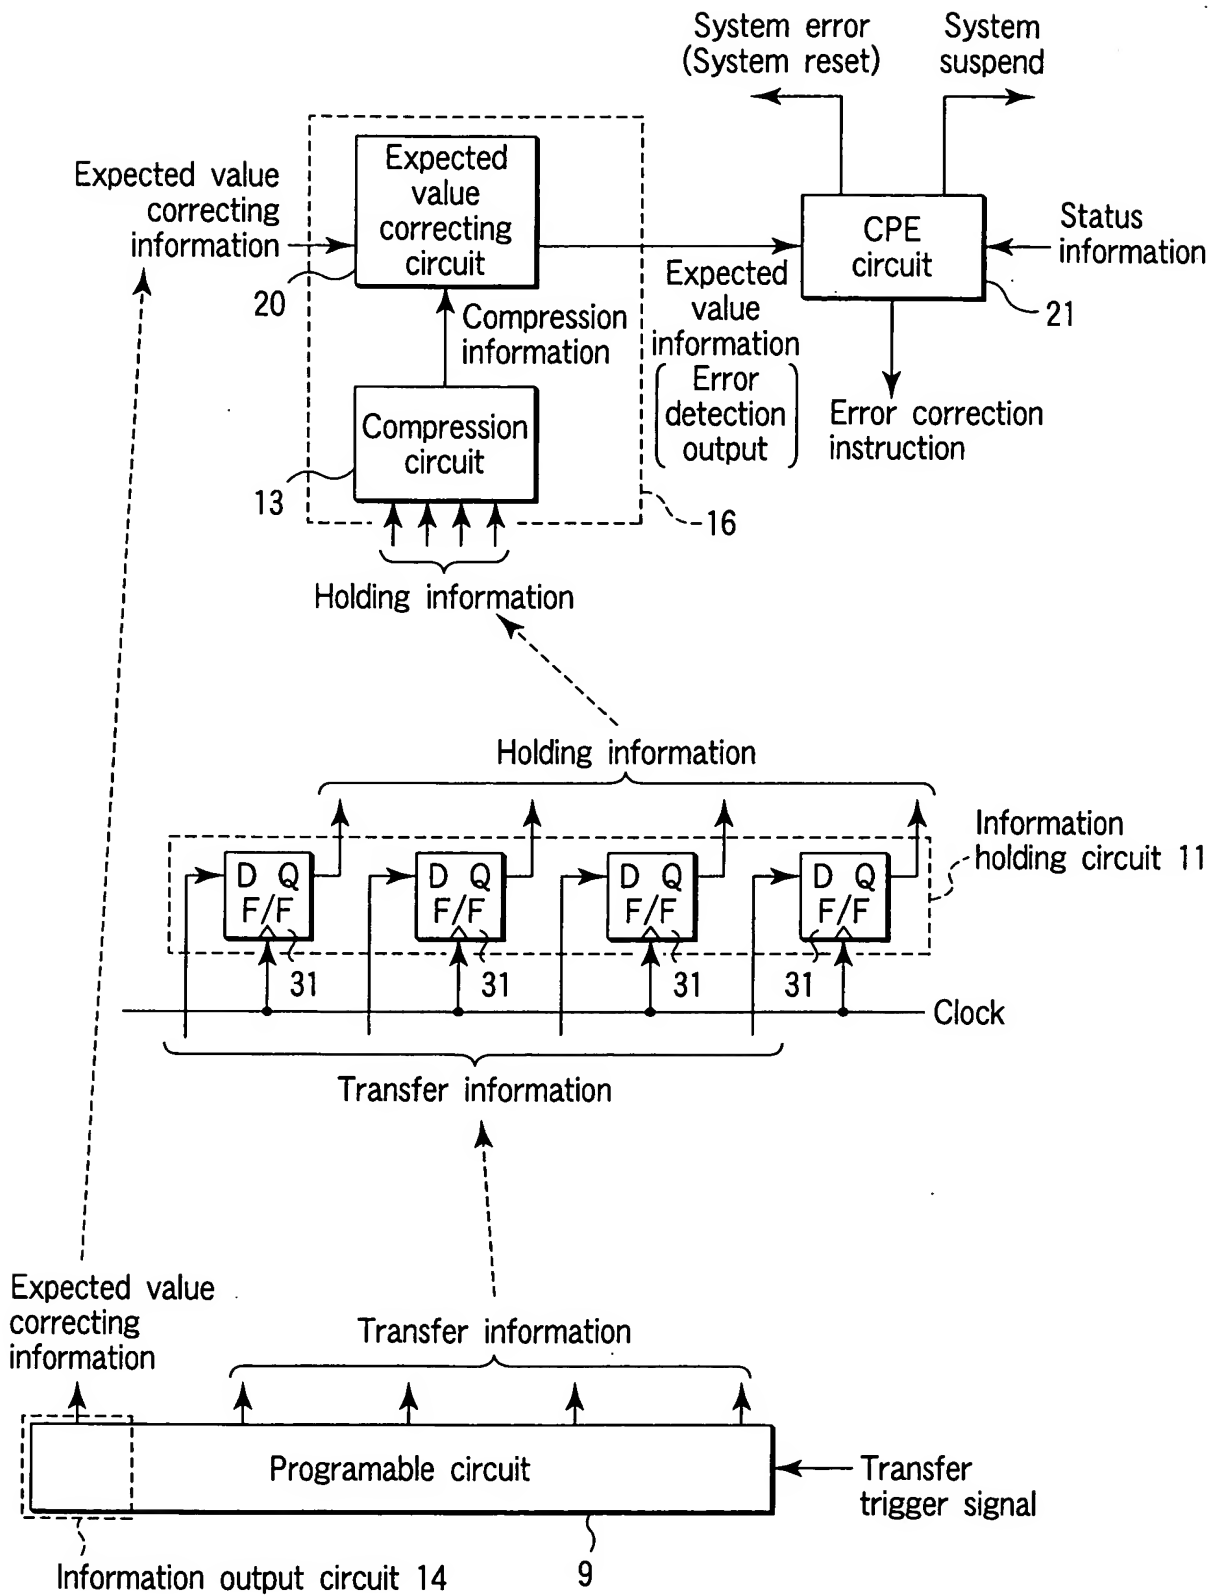 System error
(System reset)
System
suspend
Expected value
correcting
information
Expected
value
correcting
circuit
20
CPE
circuit
21
Status
information
Compression
information
Expected
value
information
Error
detection
output
Error correction
instruction
Compression
circuit
13
16
Holding information
Holding information
Information
holding circuit 11
D Q
F/F
D Q
F/F
D Q
F/F
D Q
F/F
31
31
31
31
Clock
Transfer information
Expected value
correcting
information
Transfer information
Programable circuit
Transfer
trigger signal
Information output circuit 14
9